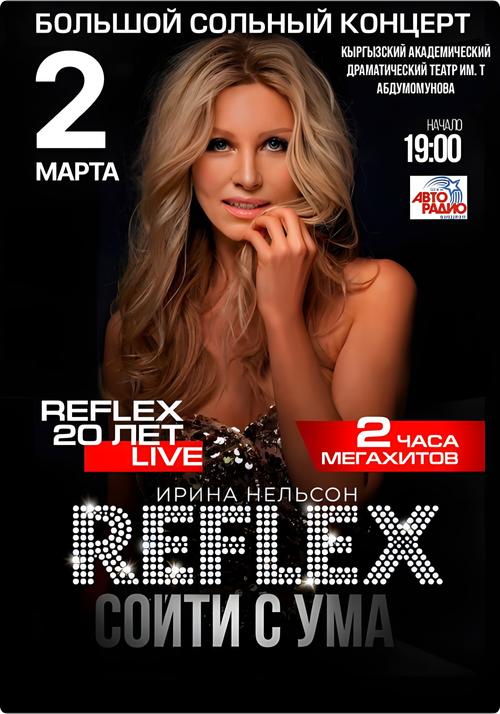 БОЛЬШОЙ СОЛЬНЫЙ КОНЦЕРТ
2
МАРТА
КЫРГЫЗСКИЙ АКАДЕМИЧЕСКИЙ
ДРАМАТИЧЕСКИЙ ТЕАТР ИМ. Т
АБДУМОМУНОВА
НАЧАЛО
19:00
АВТО
РАДИО
REFLEX
20 ЛЕТ
LIVE
2 ЧАСА
МЕГАХИТОВ
ИРИНА НЕЛЬСОН
REFLEX
СОЙТИ С УМА